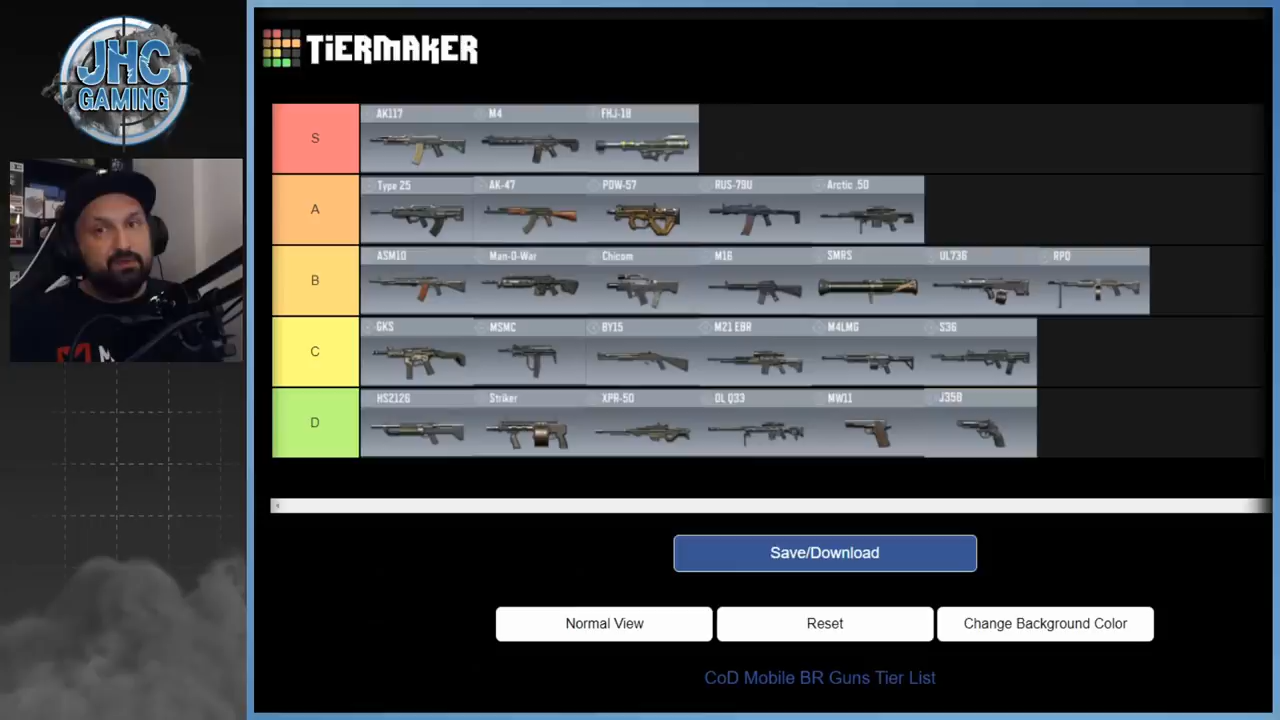 JHC
GAMING
TiERMAKER
S
AK117 M4 FHJ-18
A
Type 25 AK-47 PDW-57 RUS-79U Arctic .50
B
ASM10 Man-O-War Chicom M16 SMRS UL736 RPD
C
GKS MSMC BY15 M21 EBR M4LMG S36
D
HS2126 Striker XPR-50 DL Q33 MW11 J358
Save/Download
Normal View Reset Change Background Color
CoD Mobile BR Guns Tier List